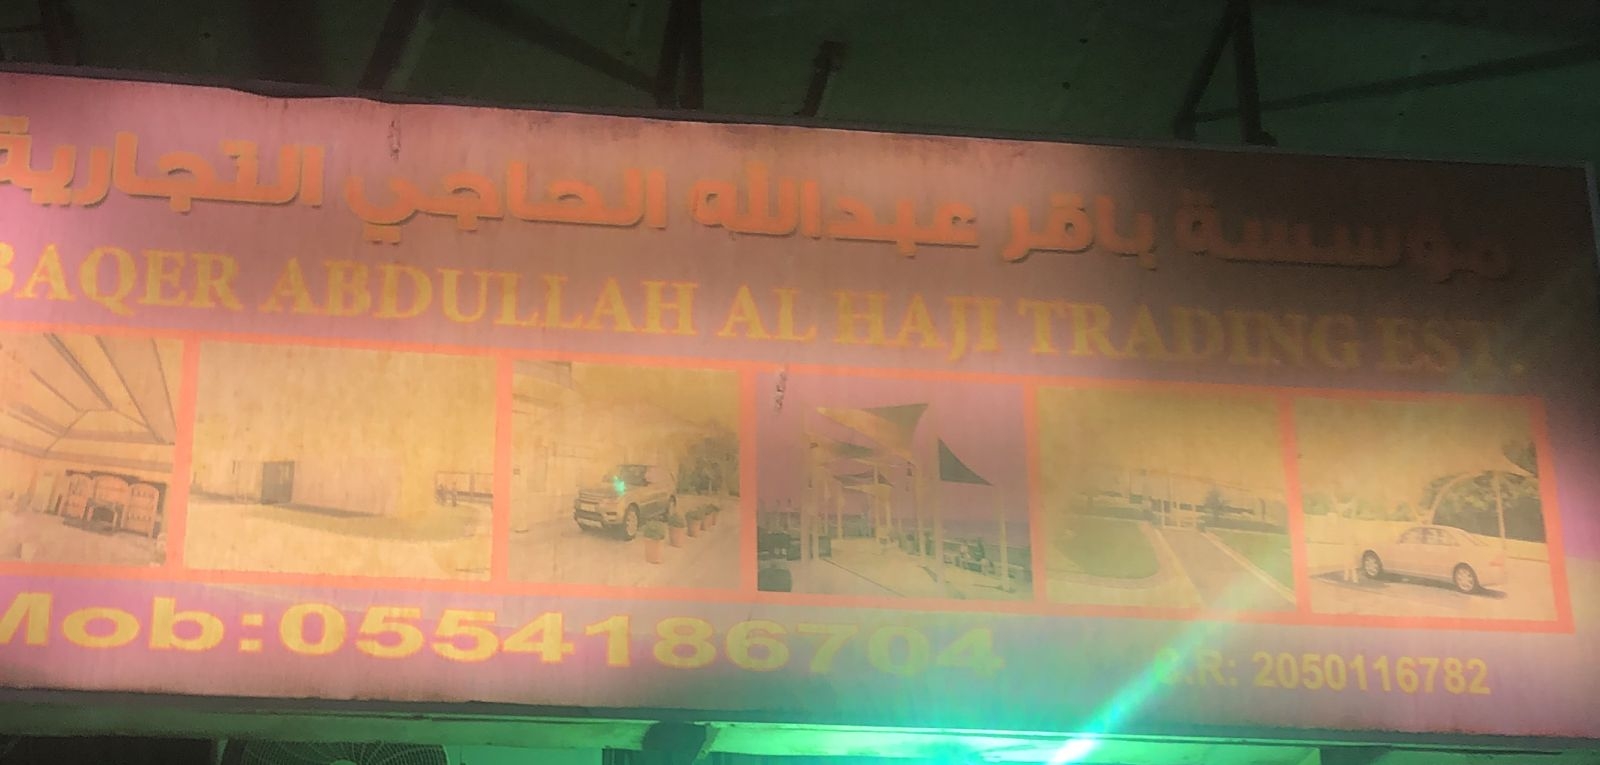 مؤسسة باقر عبدالله الحاجي التجارية
BAQER ABDULLAH AL HAJI TRADING EST.
Mob:0554186704
C.R: 2050116782